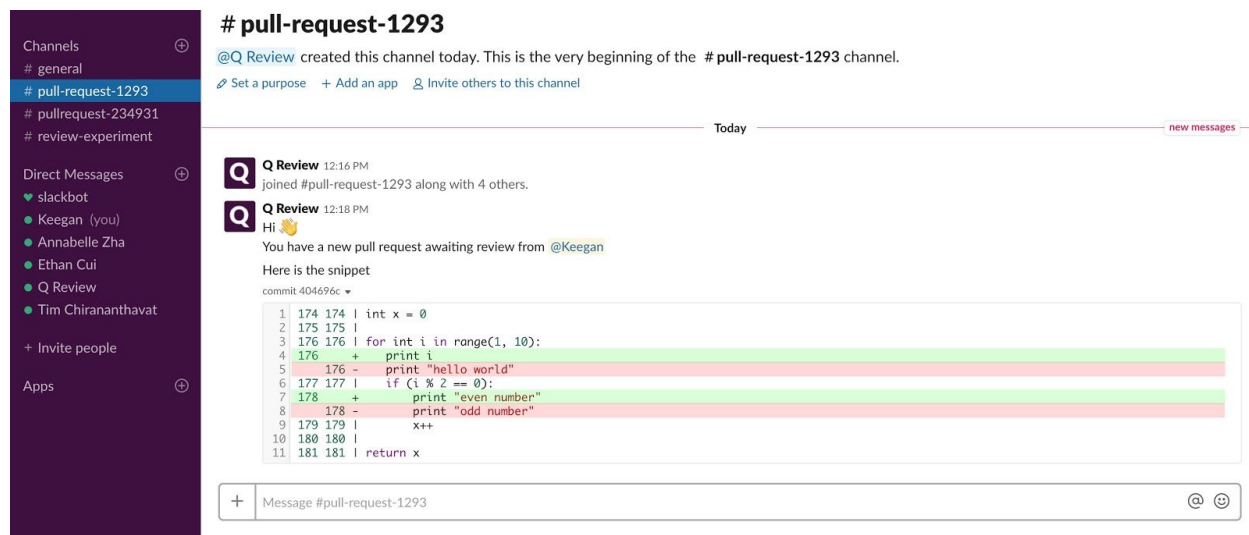 Channels
# general
# pull-request-1293
# pullrequest-234931
# review-experiment
Direct Messages
slackbot
Keegan (you)
Annabelle Zha
Ethan Cui
Q Review
Tim Chirananthavat
+ Invite people
Apps
# pull-request-1293
@Q Review created this channel today. This is the very beginning of the # pull-request-1293 channel.
Set a purpose + Add an app Invite others to this channel
Today new messages
Q Review 12:16 PM
joined #pull-request-1293 along with 4 others.
Q Review 12:18 PM
Hi 👋
You have a new pull request awaiting review from @Keegan
Here is the snippet
commit 404696c
1 174 174 | int x = 0
2 175 175 |
3 176 176 | for int i in range(1, 10):
4 176 + print i
5 176 - print "hello world"
6 177 177 | if (i % 2 == 0):
7 178 + print "even number"
8 178 - print "odd number"
9 179 179 | x++
10 180 180 |
11 181 181 | return x
+ Message #pull-request-1293 @
Q
Q